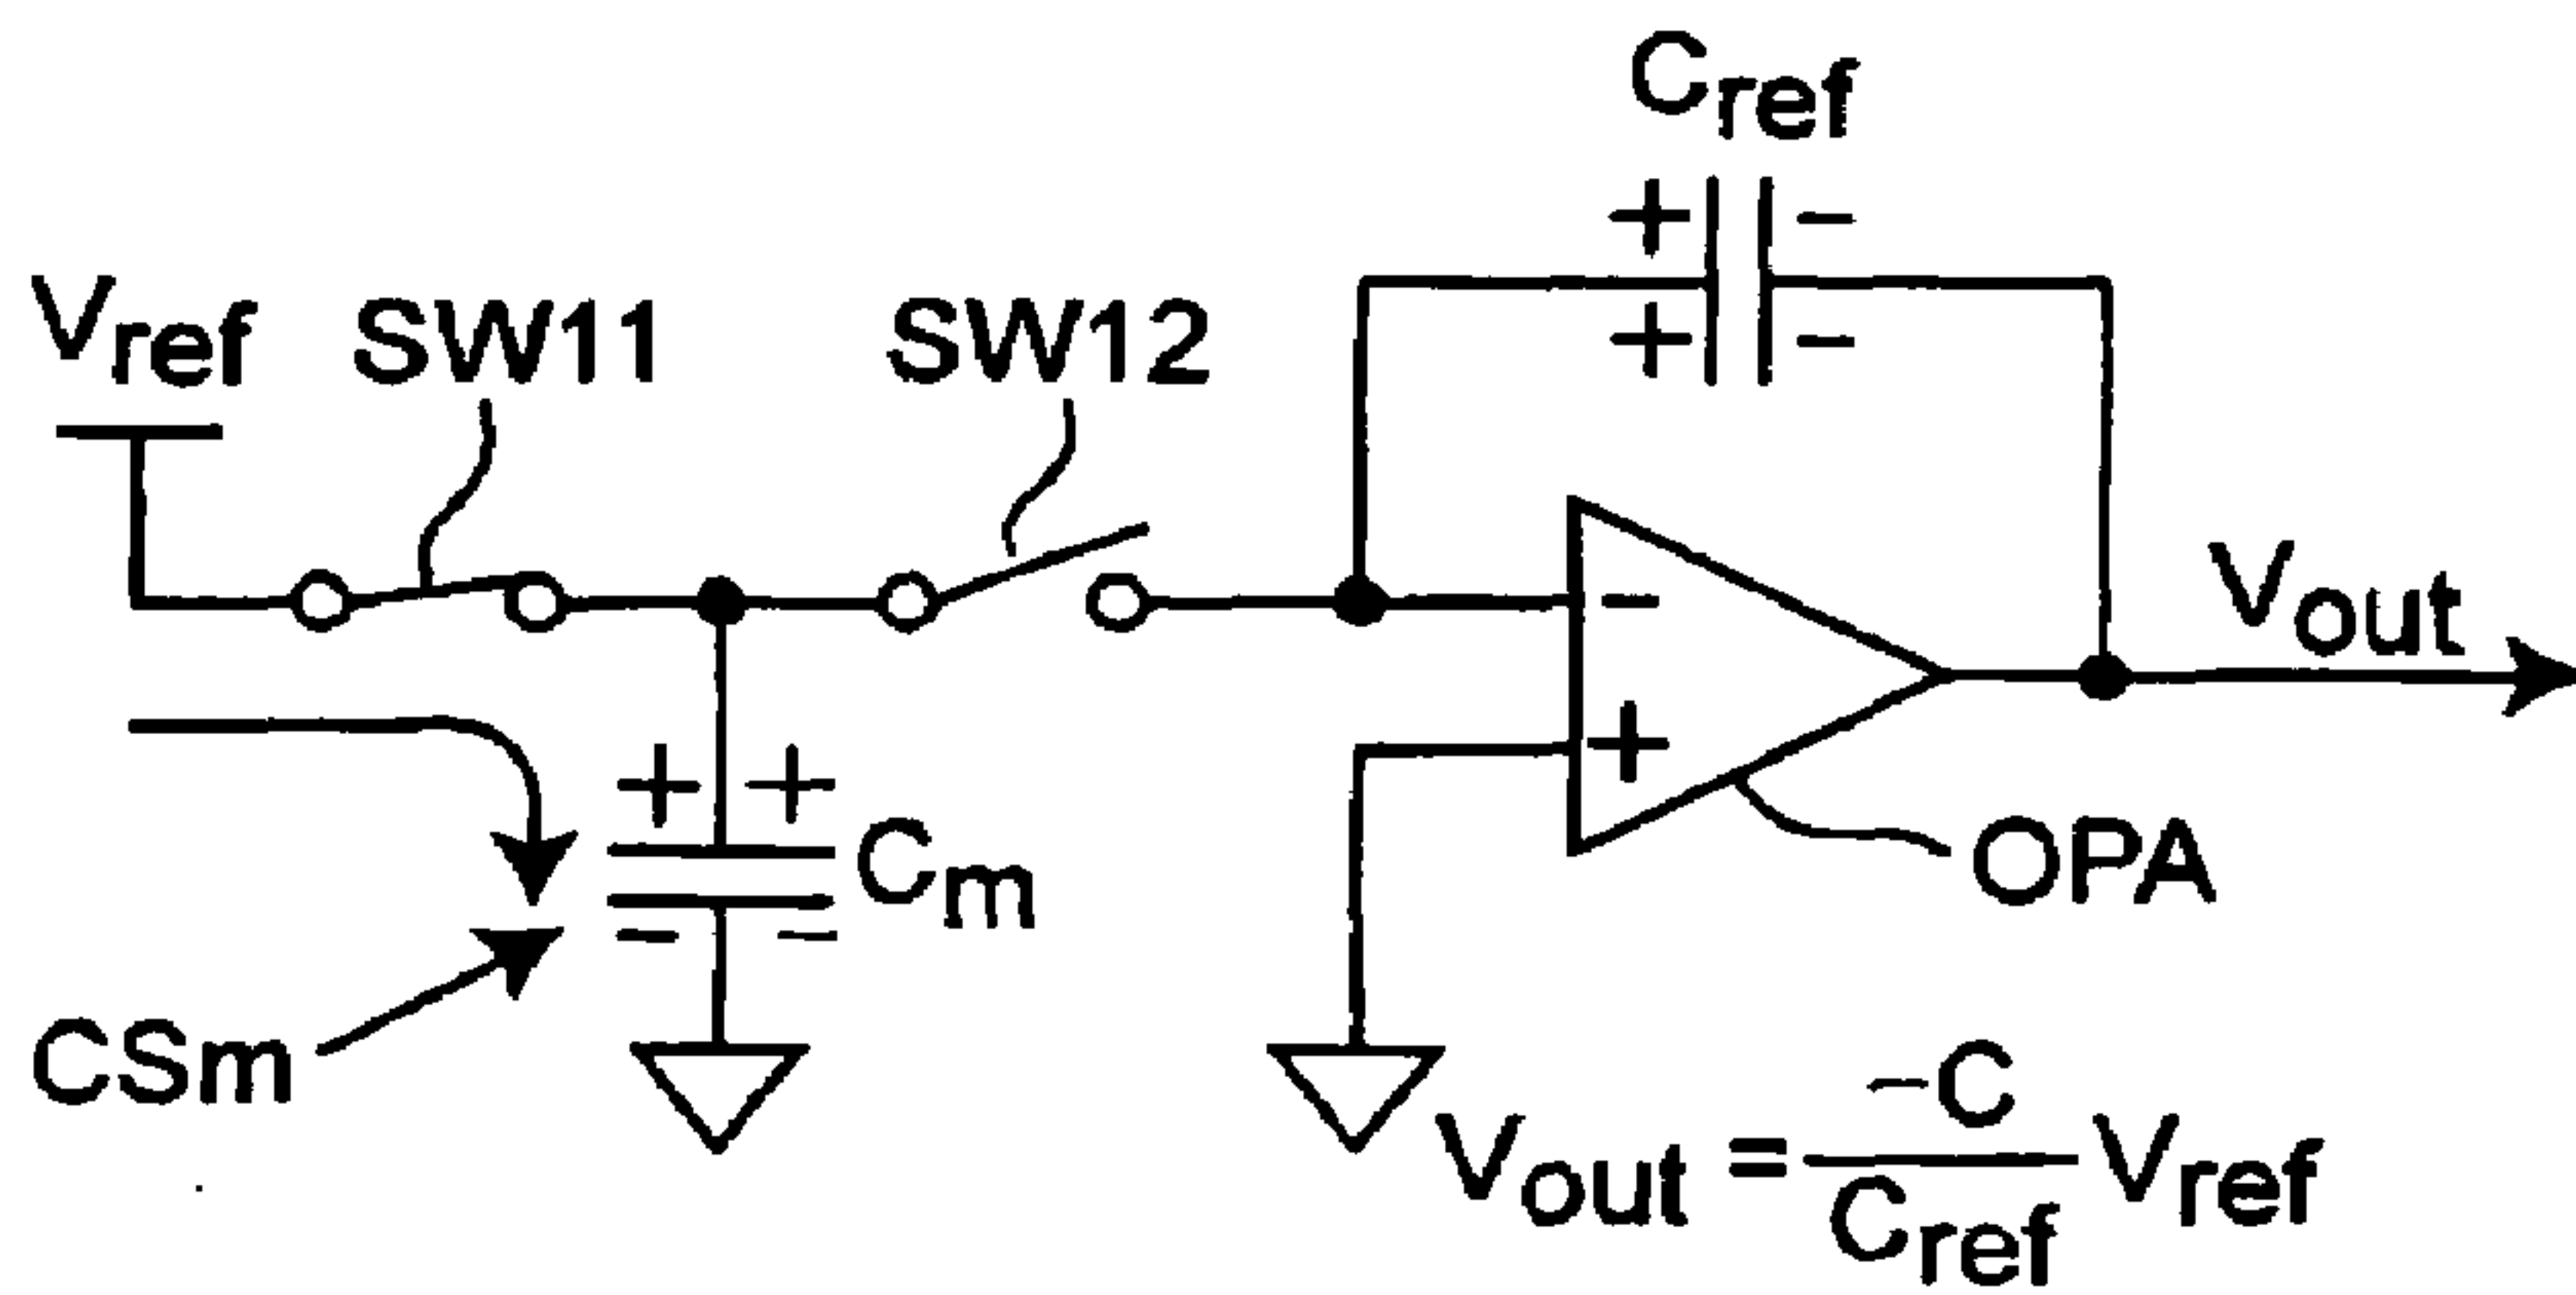 Cref
+ −
+ −
Vref
SW11
SW12
Vout
−
+
OPA
+ +
Cm
− −
CSm
Vout = −C/Cref Vref